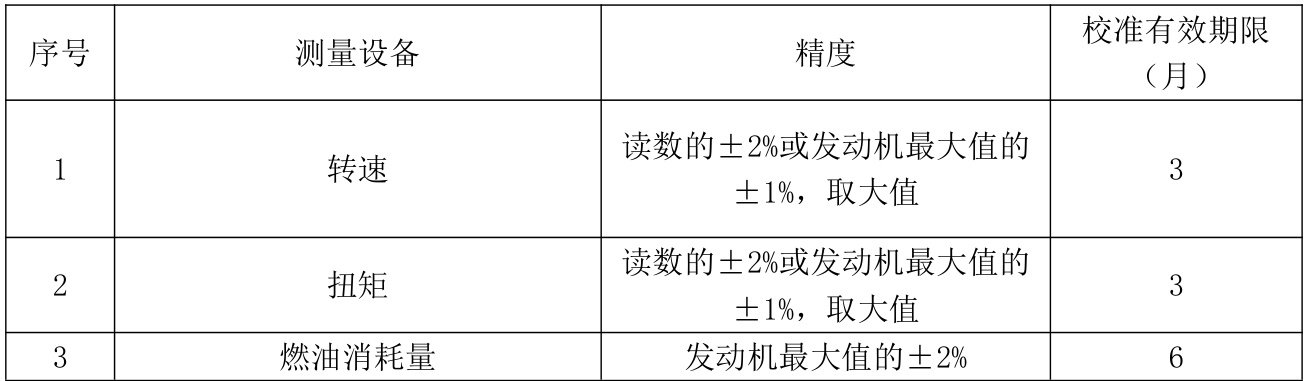 序号 测量设备 精度 校准有效期限
（月）
1 转速 读数的±2%或发动机最大值的
±1%，取大值 3
2 扭矩 读数的±2%或发动机最大值的
±1%，取大值 3
3 燃油消耗量 发动机最大值的±2% 6